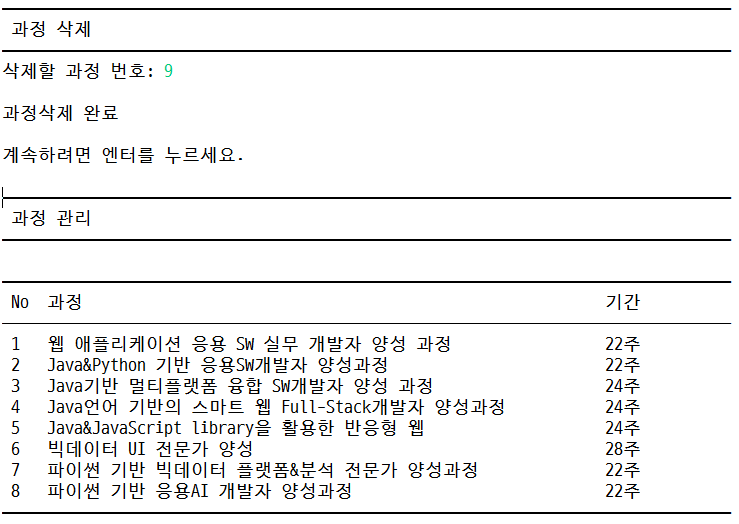 과정 삭제
삭제할 과정 번호: 9
과정삭제 완료
계속하려면 엔터를 누르세요.
과정 관리
No 과정 기간
1 웹 애플리케이션 응용 SW 실무 개발자 양성 과정 22주
2 Java&Python 기반 응용SW개발자 양성과정 22주
3 Java기반 멀티플랫폼 융합 SW개발자 양성 과정 24주
4 Java언어 기반의 스마트 웹 Full-Stack개발자 양성과정 24주
5 Java&JavaScript library을 활용한 반응형 웹 24주
6 빅데이터 UI 전문가 양성 28주
7 파이썬 기반 빅데이터 플랫폼&분석 전문가 양성과정 22주
8 파이썬 기반 응용AI 개발자 양성과정 22주